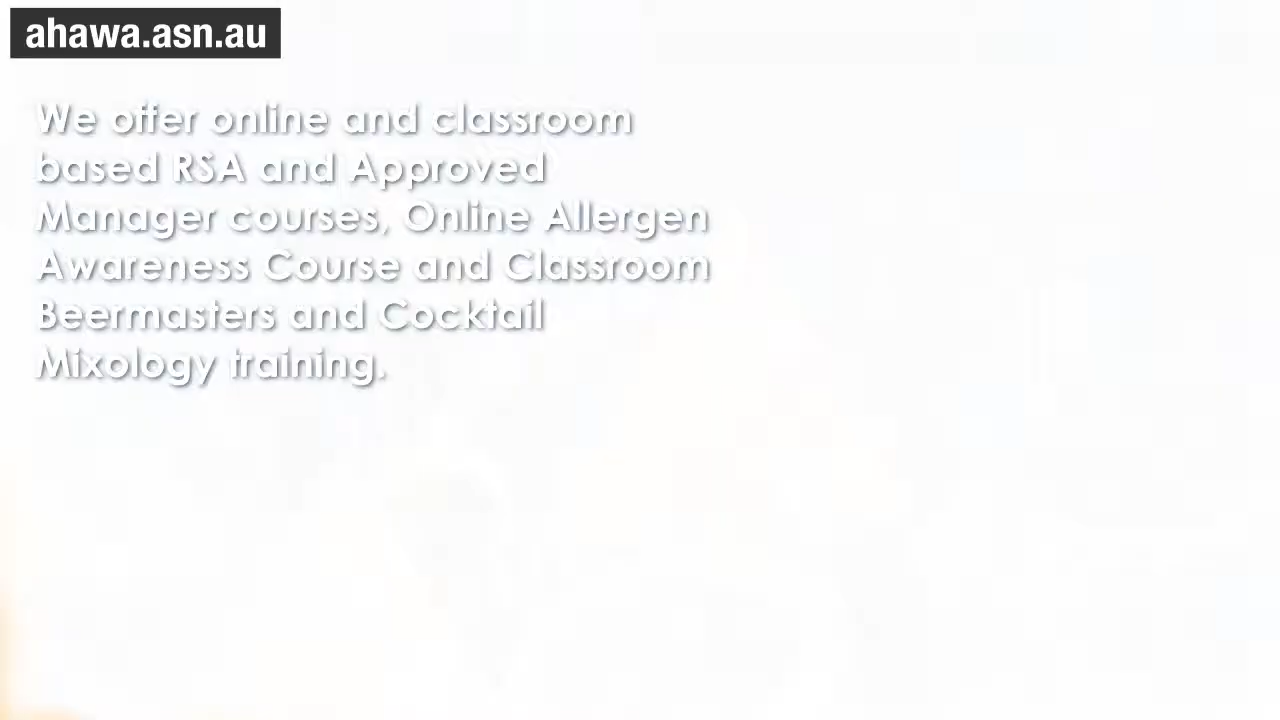 ahawa.asn.au
We offer online and classroom
based RSA and Approved
Manager courses, Online Allergen
Awareness Course and Classroom
Beermasters and Cocktail
Mixology training.